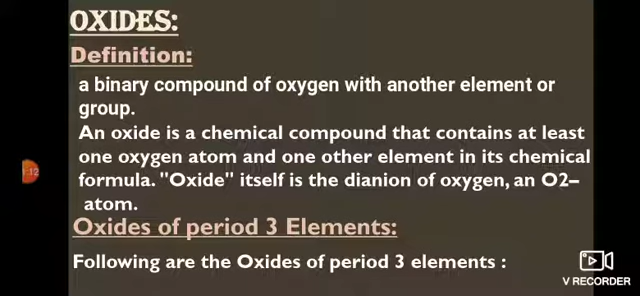 OXIDES:
Definition:
a binary compound of oxygen with another element or
group.
An oxide is a chemical compound that contains at least
one oxygen atom and one other element in its chemical
formula. "Oxide" itself is the dianion of oxygen, an O2–
atom.
Oxides of period 3 Elements:
Following are the Oxides of period 3 elements :
V RECORDER